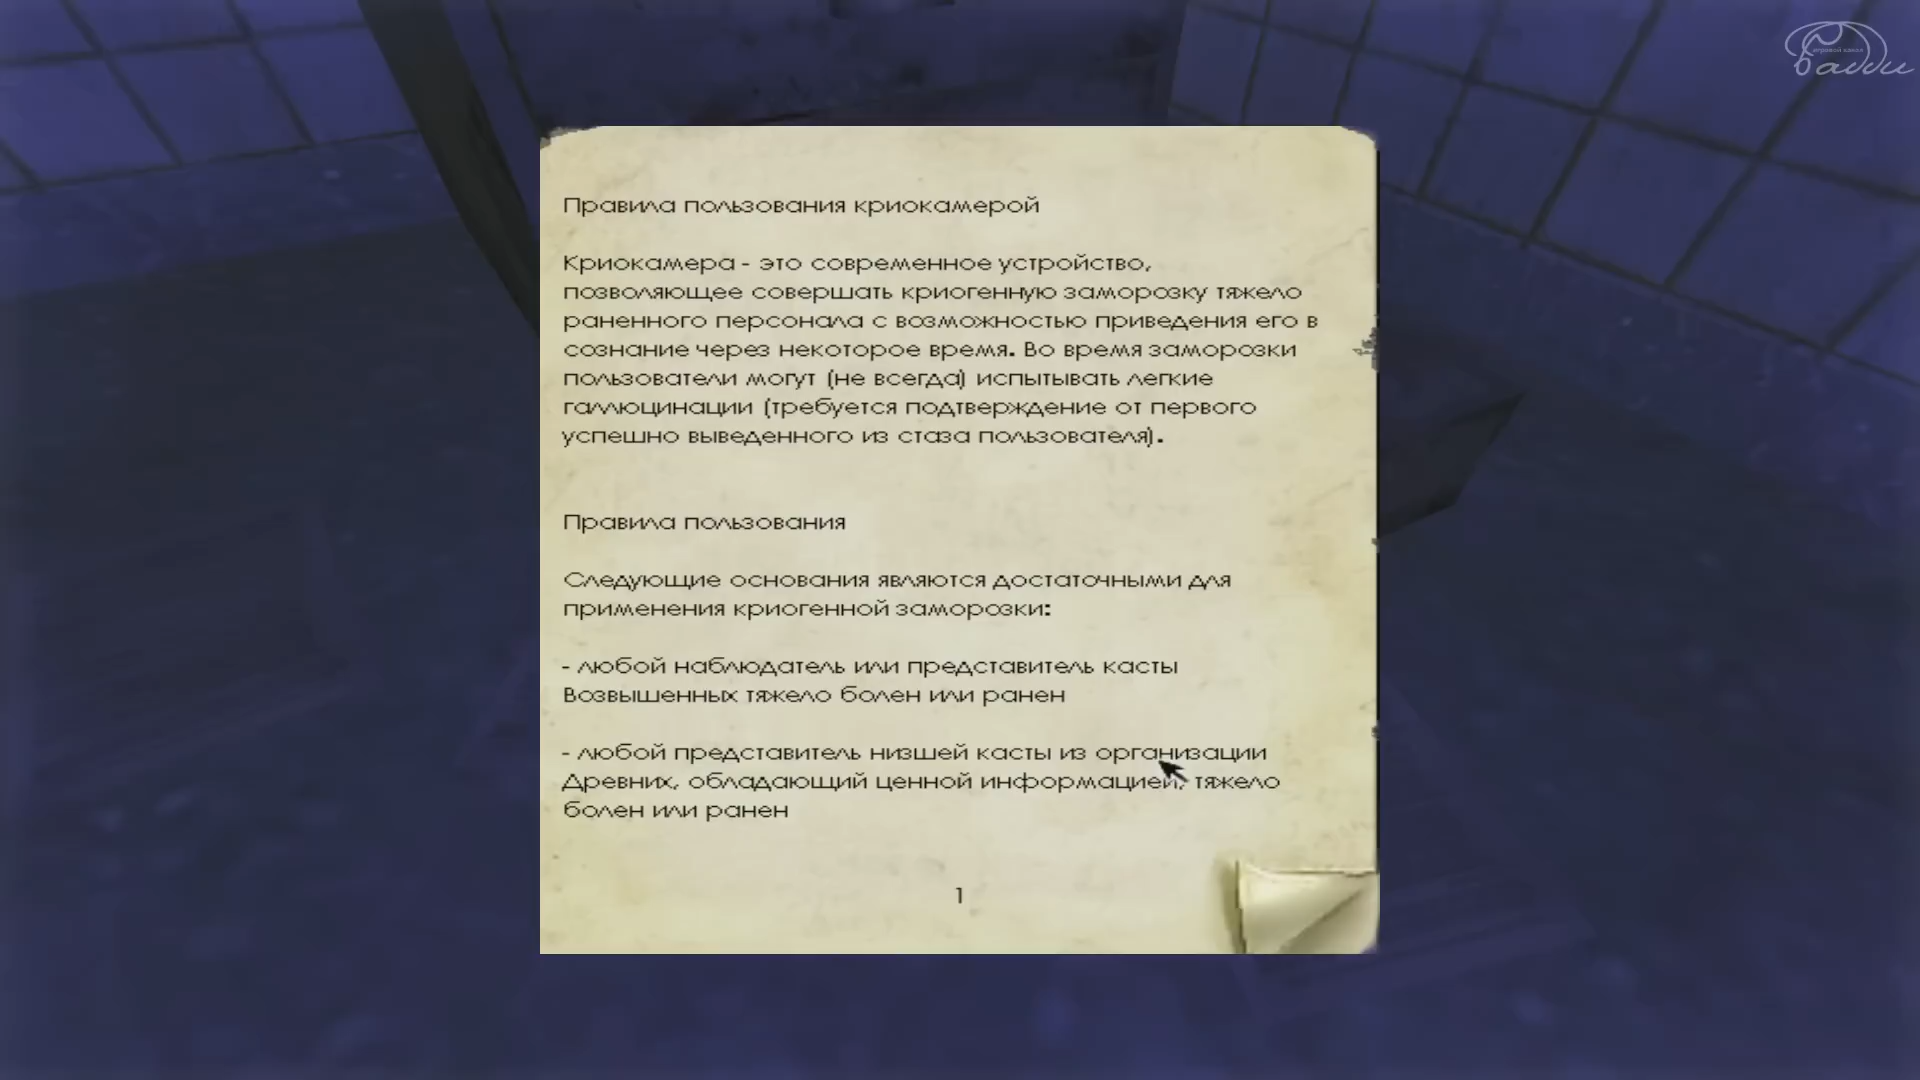 Бадди
Правила пользования криокамерой
Криокамера - это современное устройство,
позволяющее совершать криогенную заморозку тяжело
раненного персонала с возможностью приведения его в
сознание через некоторое время. Во время заморозки
пользователи могут (не всегда) испытывать легкие
галлюцинации (требуется подтверждение от первого
успешно выведенного из стаза пользователя).
Правила пользования
Следующие основания являются достаточными для
применения криогенной заморозки:
- любой наблюдатель или представитель касты
Возвышенных тяжело болен или ранен
- любой представитель низшей касты из организации
Древних, обладающий ценной информацией, тяжело
болен или ранен
1